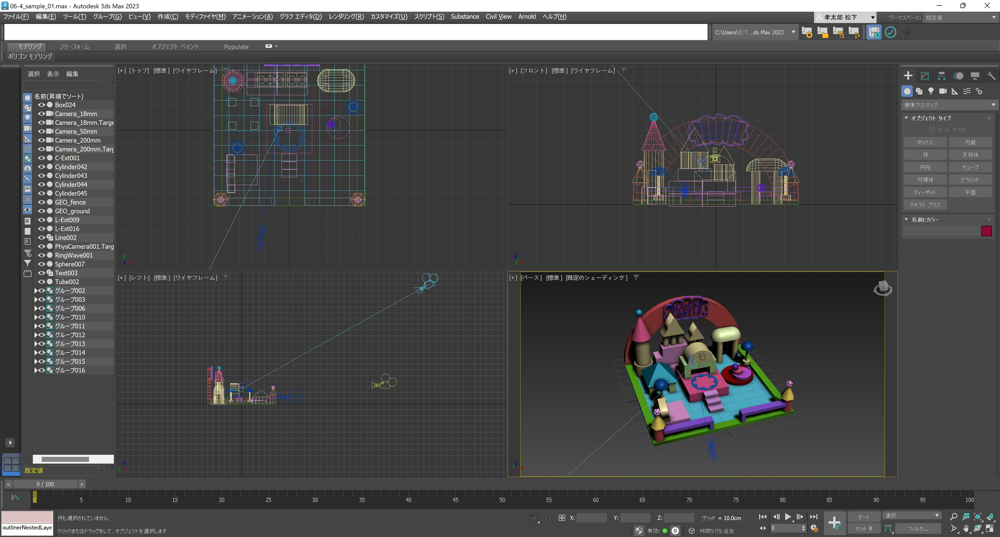 06-4_sample_01.max - Autodesk 3ds Max 2023
ファイル(F) 編集(E) ツール(T) グループ(G) ビュー(V) 作成(C) モディファイヤ(M) アニメーション(A) グラフ エディタ(D) レンダリング(R) カスタマイズ(U) スクリプト(S) Substance Civil View Arnold ヘルプ(H) 孝太郎 松下 ワークスペース: 既定値
C:\Users\松下...ds Max 2023
モデリング フリーフォーム 選択 オブジェクト ペイント Populate
ポリゴン モデリング
選択 表示 編集
名前(昇順でソート)
Box024
Camera_18mm
Camera_18mm.Targe
Camera_50mm
Camera_200mm
Camera_200mm.Targ
C-Ext001
Cylinder042
Cylinder043
Cylinder044
Cylinder045
GEO_fence
GEO_ground
L-Ext009
L-Ext016
Line002
PhysCamera001.Targ
RingWave001
Sphere007
Text003
Tube002
グループ002
グループ003
グループ006
グループ010
グループ011
グループ012
グループ013
グループ014
グループ015
グループ016
既定値
[+] [トップ] [標準] [ワイヤフレーム]
y
z x
[+] [フロント] [標準] [ワイヤフレーム]
z
y x
[+] [レフト] [標準] [ワイヤフレーム]
z
y x
[+] [パース] [標準] [既定のシェーディング]
BLOCKS
CASTLE
z
y x
標準プリミティブ
オブジェクト タイプ
オート グリッド
ボックス 円錐
球 天球体
円柱 チューブ
円環体 ピラミッド
ティーポット 平面
テキスト プラス
名前とカラー
< 0 / 100 >
0 5 10 15 20 25 30 35 40 45 50 55 60 65 70 75 80 85 90 95 100
何も選択されていません X: Y: Z: グリッド = 10.0cm オート 選択
outlinerNestedLaye クリックまたはドラッグをして、オブジェクトを選択します 有効: 0 時間タグを追加 0 セット K フィルタ...